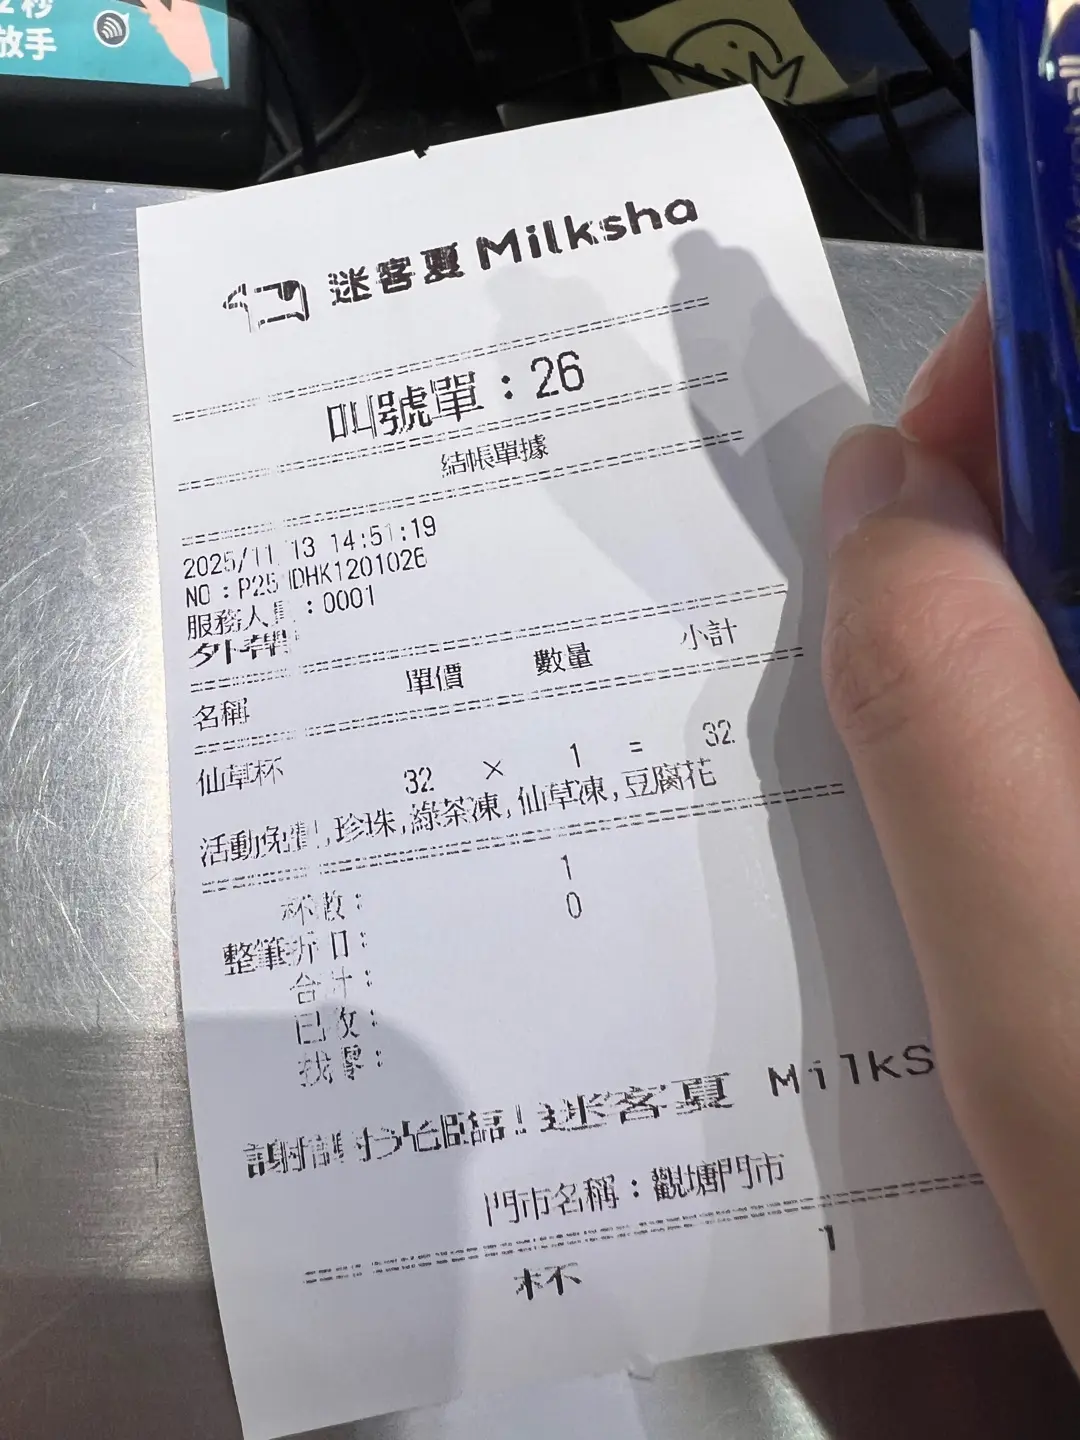 秒
放手
迷客夏 Milksha
叫號單：26
結帳單據
2025/11/13 14:51:19
NO：P25 DHK1201026
服務人員：0001
外帶
名稱 單價 數量 小計
仙草杯 32 × 1 = 32
活動免費,珍珠,綠茶凍,仙草凍,豆腐花
杯數： 1
整筆折扣： 0
合計：
已收：
找零：
謝謝光臨！迷客夏 MilkS
門市名稱：觀塘門市
杯 1